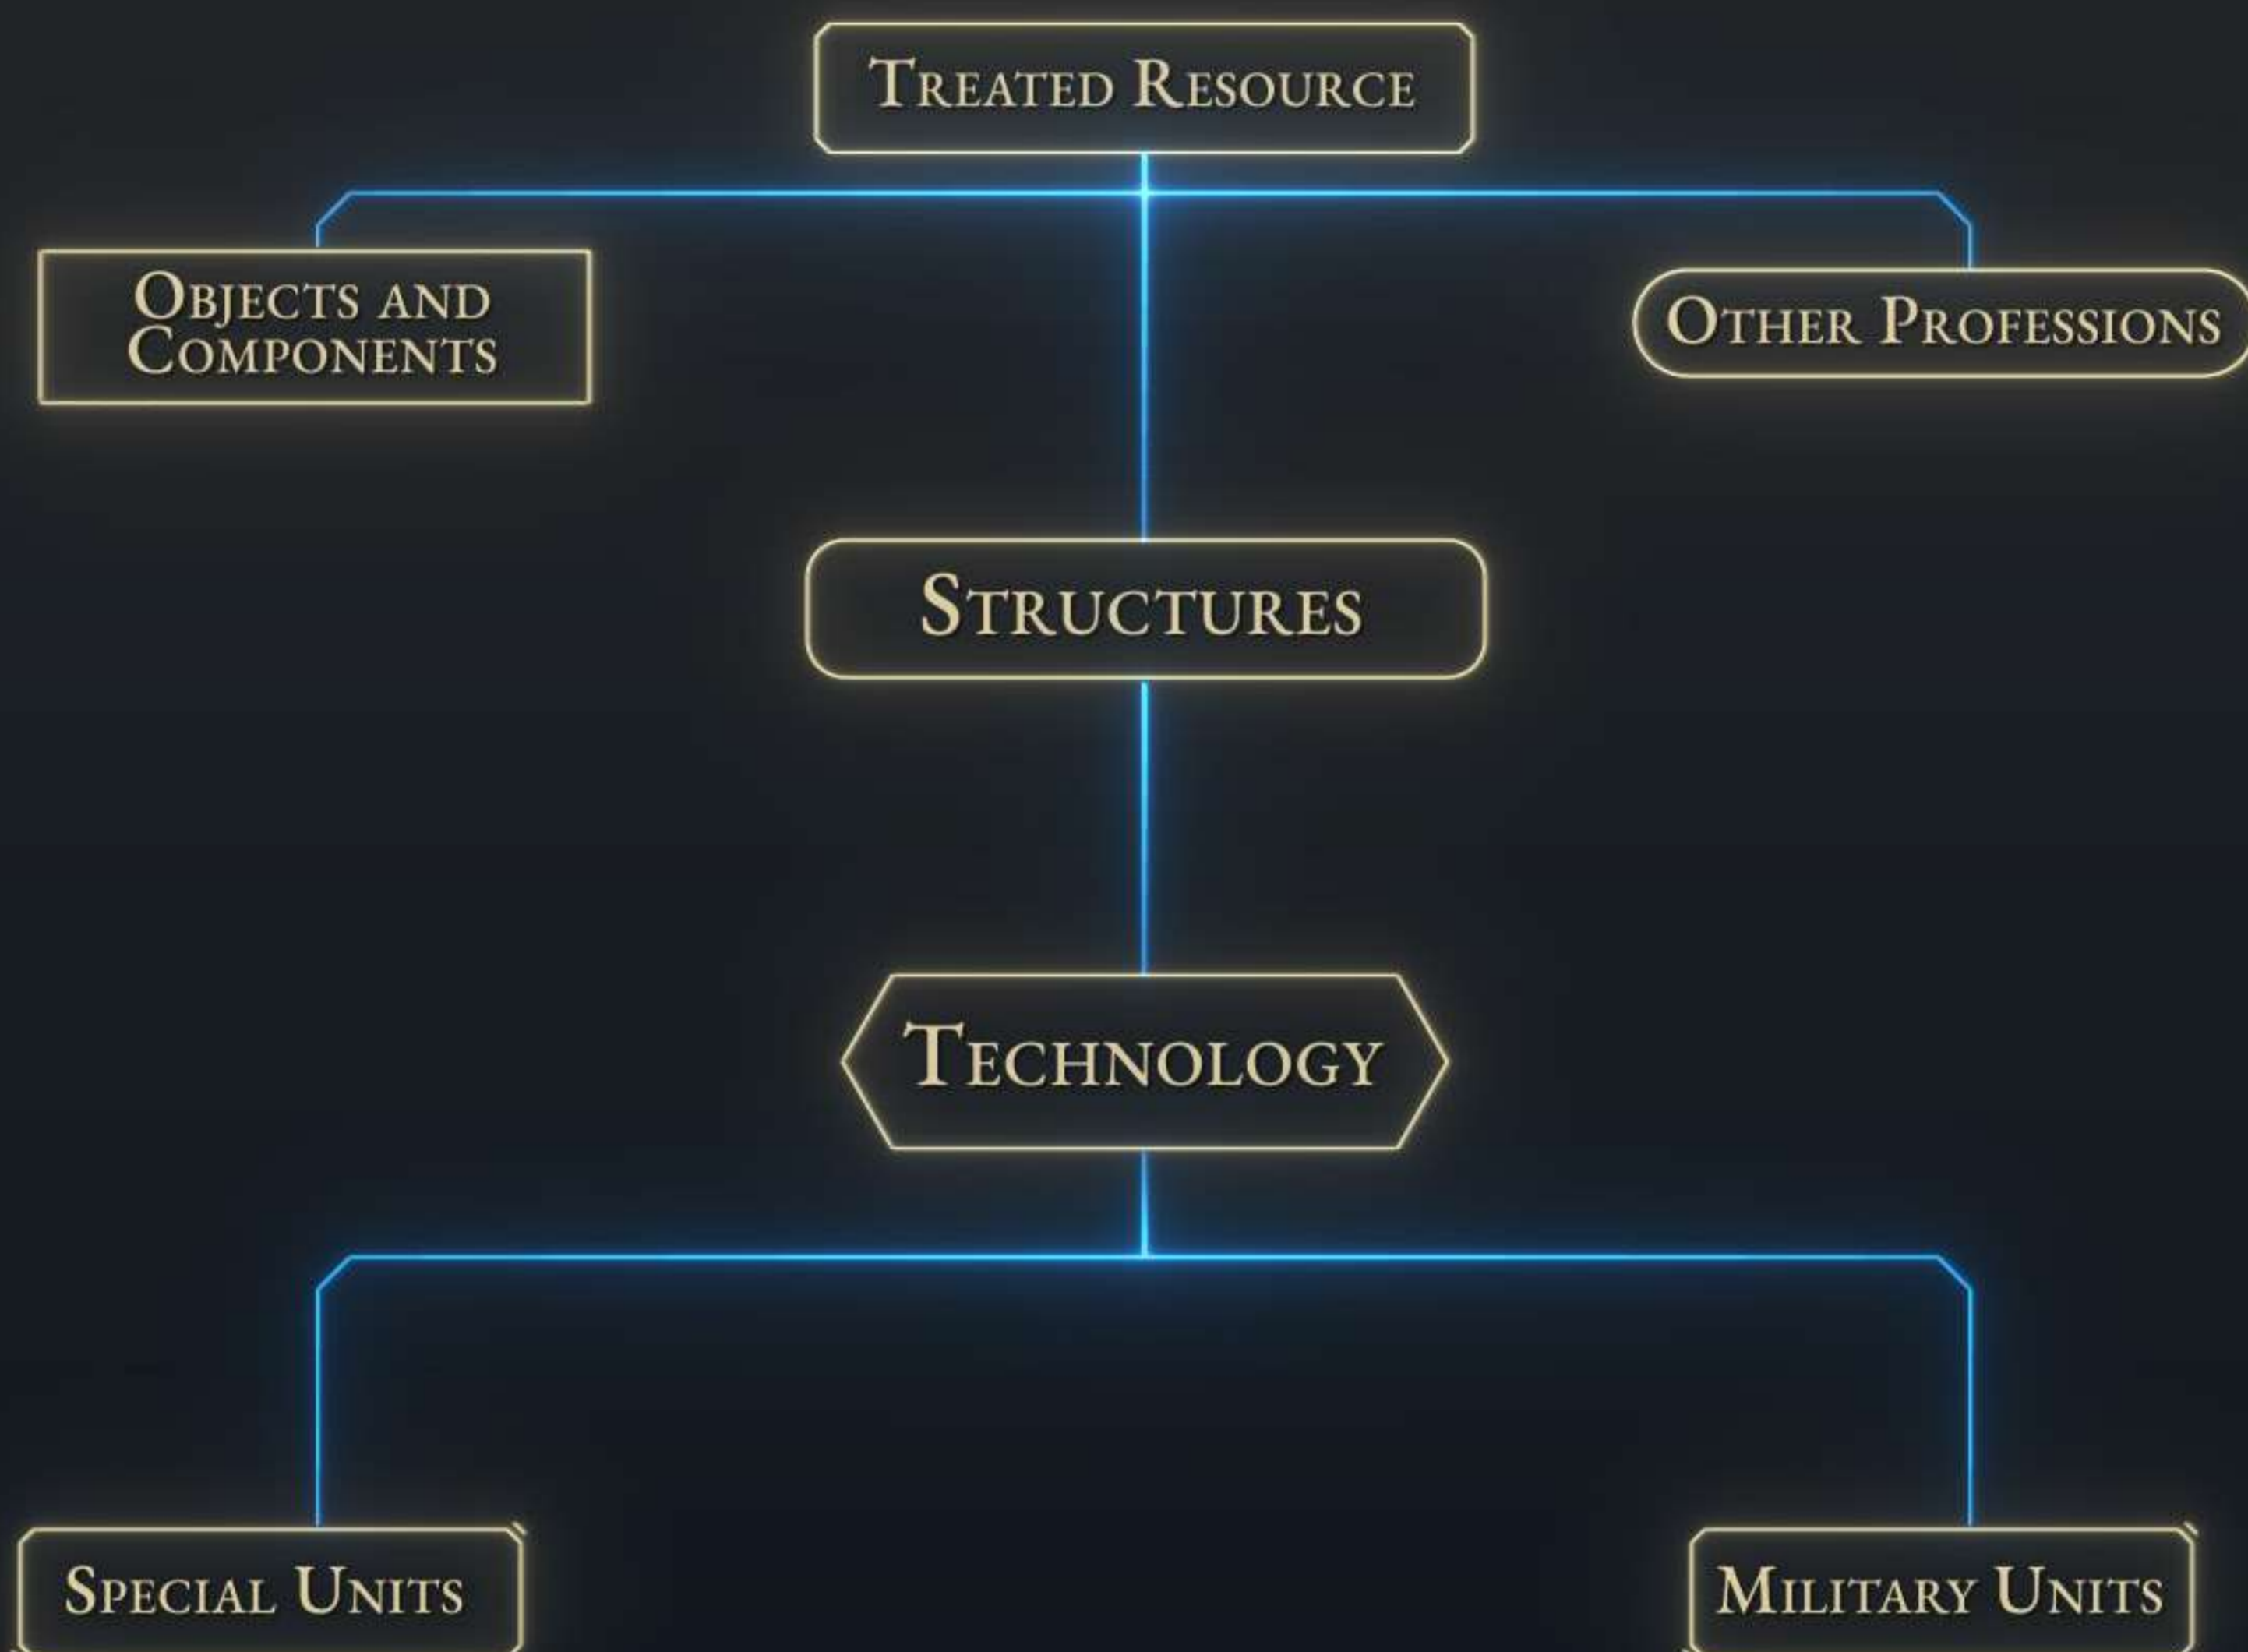 Treated Resource
Objects and
Components
Other Professions
Structures
Technology
Special Units
Military Units